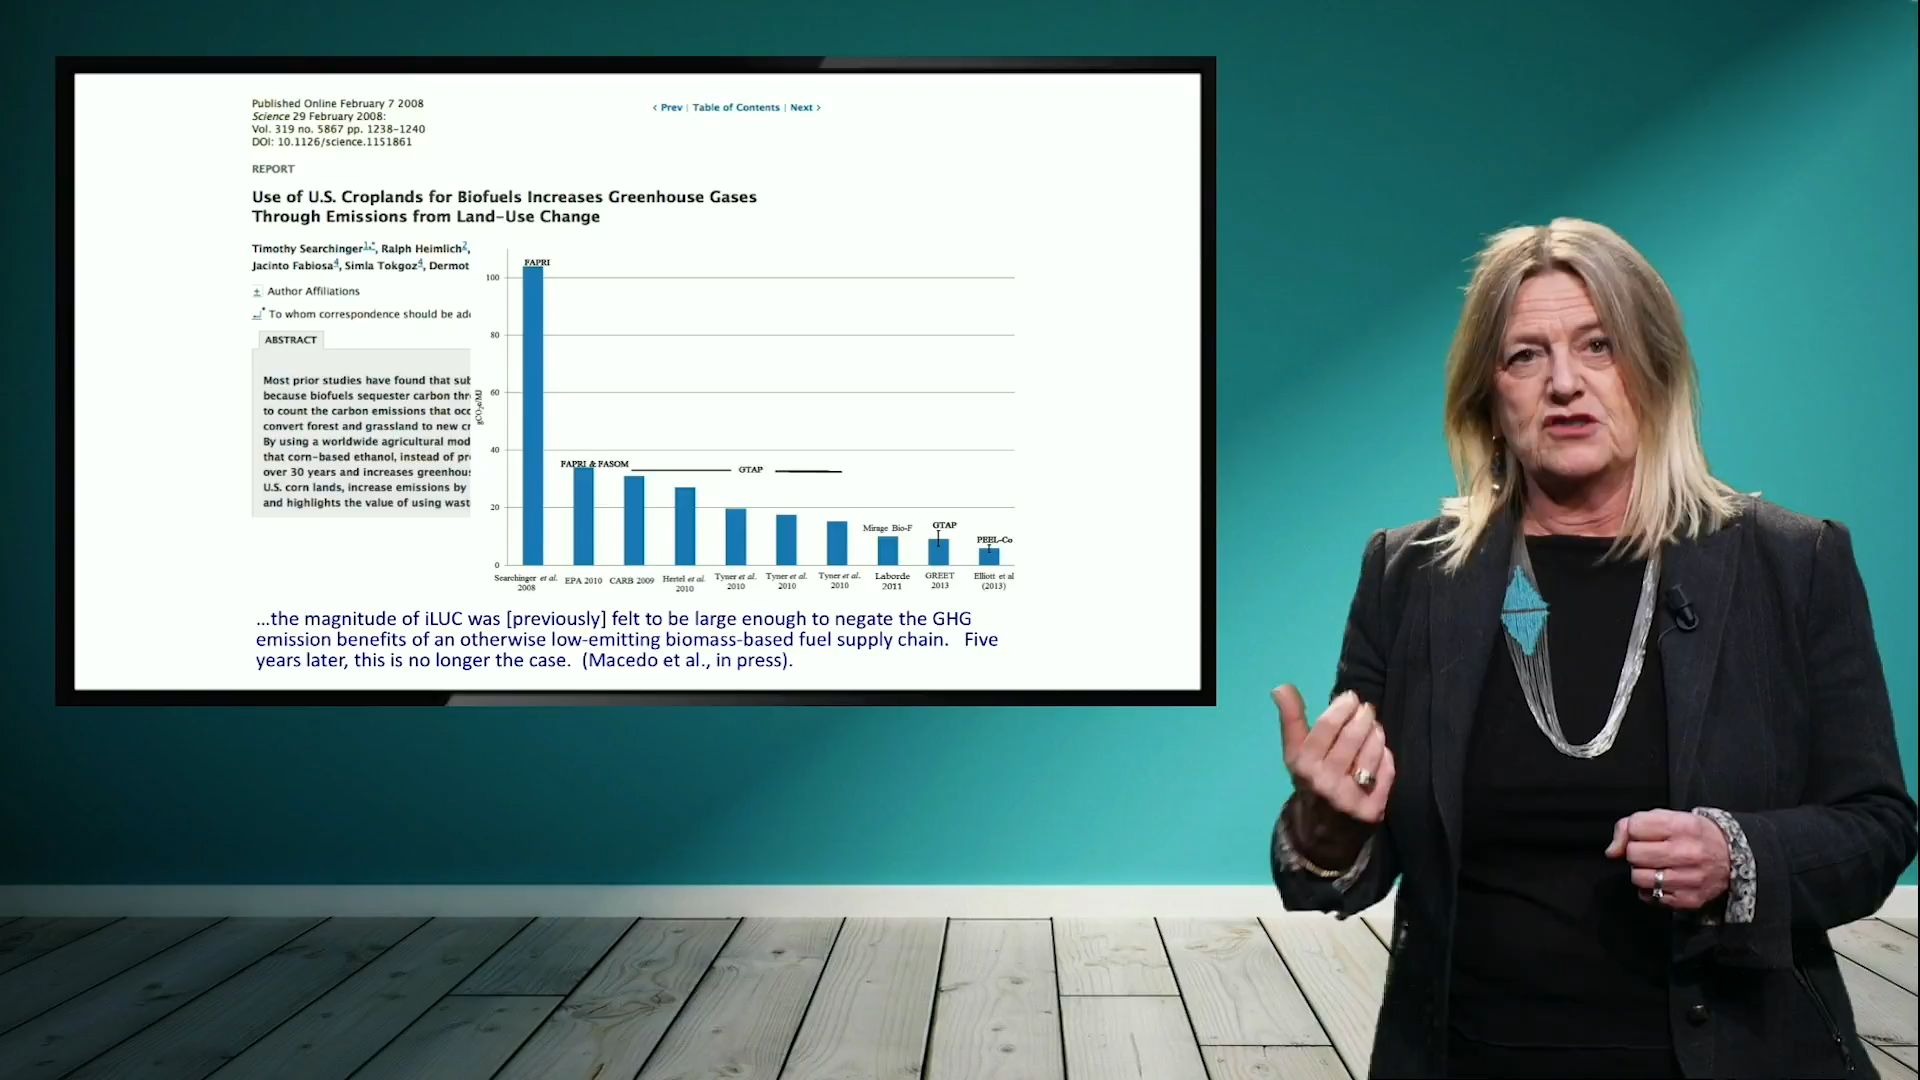 Published Online February 7 2008
Science 29 February 2008:
Vol. 319 no. 5867 pp. 1238-1240
DOI: 10.1126/science.1151861
‹ Prev | Table of Contents | Next ›
REPORT
Use of U.S. Croplands for Biofuels Increases Greenhouse Gases
Through Emissions from Land-Use Change
Timothy Searchinger1,*, Ralph Heimlich2,
Jacinto Fabiosa4, Simla Tokgoz4, Dermot
+ Author Affiliations
* To whom correspondence should be ad
ABSTRACT
Most prior studies have found that sub
because biofuels sequester carbon thr
to count the carbon emissions that occ
convert forest and grassland to new cr
By using a worldwide agricultural mod
that corn-based ethanol, instead of pr
over 30 years and increases greenhou
U.S. corn lands, increase emissions by
and highlights the value of using wast
gCO2e/MJ
100
80
60
40
20
0
FAPRI
FAPRI & FASOM
GTAP
Mirage Bio-F
GTAP
PEEL-Co
Searchinger et al. 2008
EPA 2010
CARB 2009
Hertel et al. 2010
Tyner et al. 2010
Tyner et al. 2010
Tyner et al. 2010
Laborde 2011
GREET 2013
Elliott et al (2013)
...the magnitude of iLUC was [previously] felt to be large enough to negate the GHG
emission benefits of an otherwise low-emitting biomass-based fuel supply chain. Five
years later, this is no longer the case. (Macedo et al., in press).